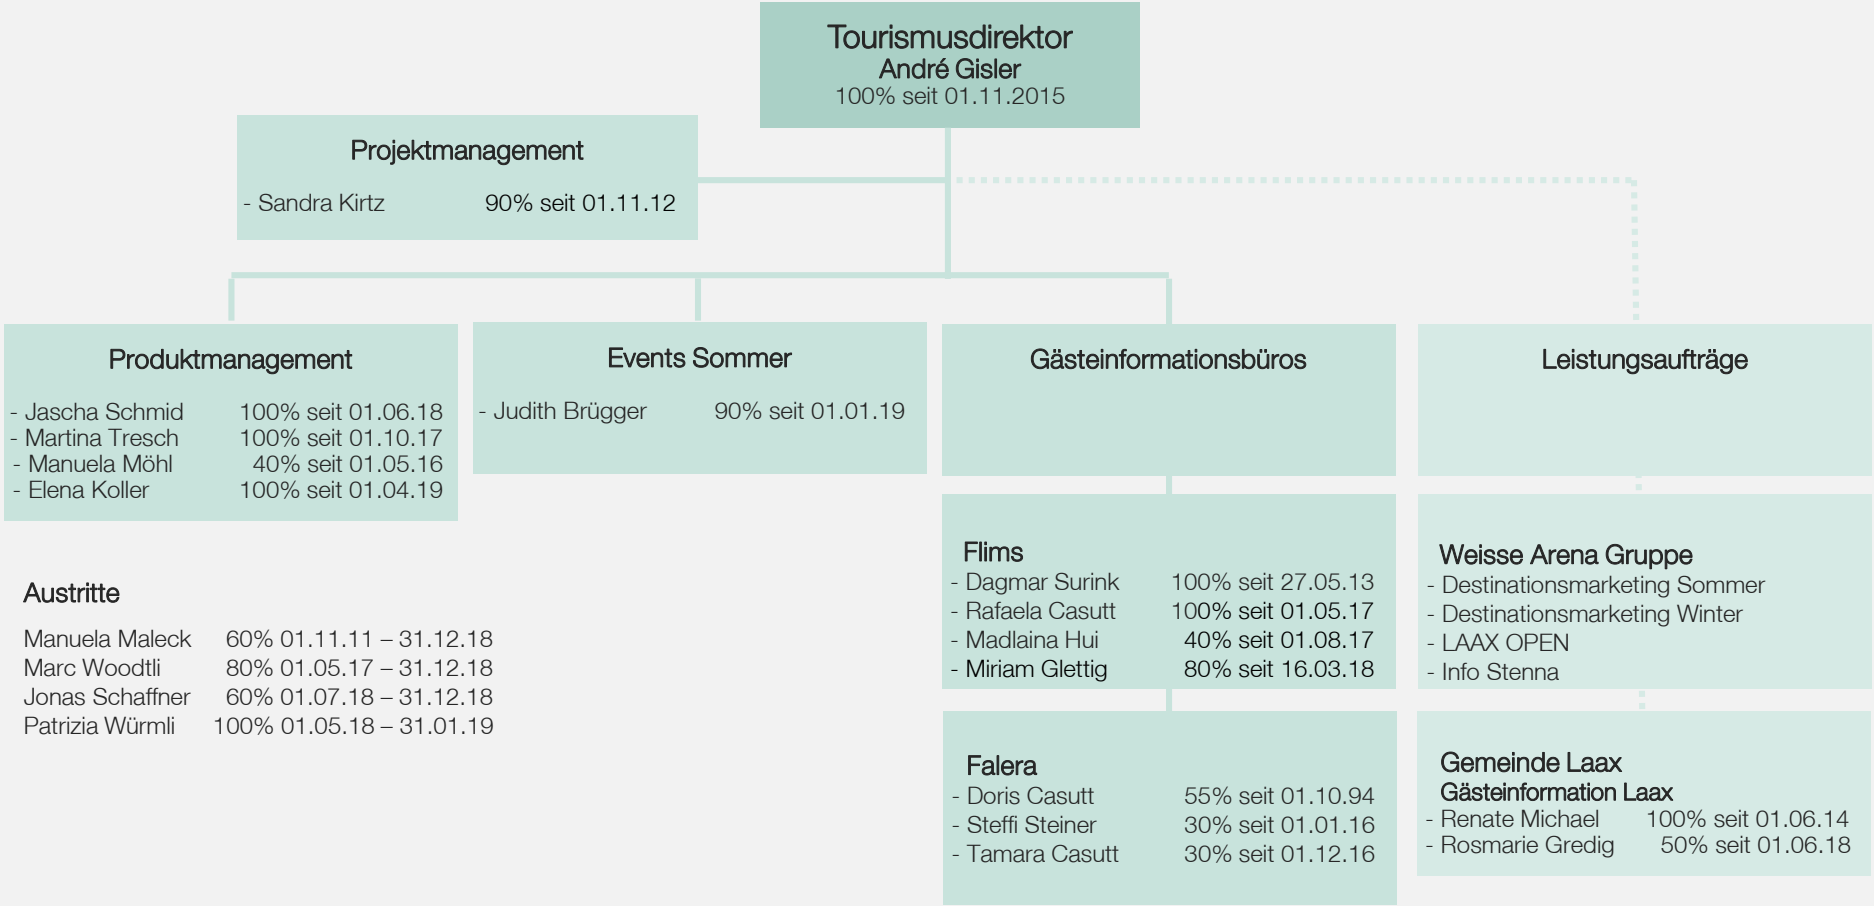 Tourismusdirektor
André Gisler
100% seit 01.11.2015
Projektmanagement
- Sandra Kirtz 90% seit 01.11.12
Produktmanagement
- Jascha Schmid 100% seit 01.06.18
- Martina Tresch 100% seit 01.10.17
- Manuela Möhl 40% seit 01.05.16
- Elena Koller 100% seit 01.04.19
Events Sommer
- Judith Brügger 90% seit 01.01.19
Gästeinformationsbüros
Flims
- Dagmar Surink 100% seit 27.05.13
- Rafaela Casutt 100% seit 01.05.17
- Madlaina Hui 40% seit 01.08.17
- Miriam Glettig 80% seit 16.03.18
Falera
- Doris Casutt 55% seit 01.10.94
- Steffi Steiner 30% seit 01.01.16
- Tamara Casutt 30% seit 01.12.16
Leistungsaufträge
Weisse Arena Gruppe
- Destinationsmarketing Sommer
- Destinationsmarketing Winter
- LAAX OPEN
- Info Stenna
Gemeinde Laax
Gästeinformation Laax
- Renate Michael 100% seit 01.06.14
- Rosmarie Gredig 50% seit 01.06.18
Austritte
Manuela Maleck 60% 01.11.11 – 31.12.18
Marc Woodtli 80% 01.05.17 – 31.12.18
Jonas Schaffner 60% 01.07.18 – 31.12.18
Patrizia Würmli 100% 01.05.18 – 31.01.19